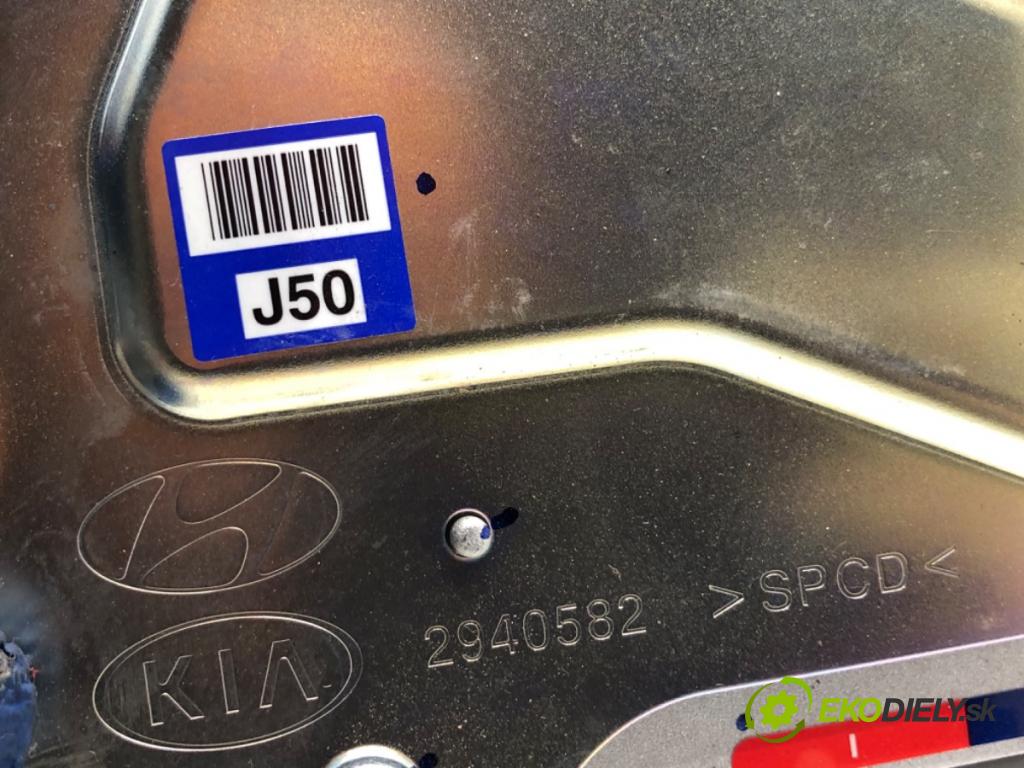 J50
2940582 >SPCD<
KIA
EKODIELY.sk